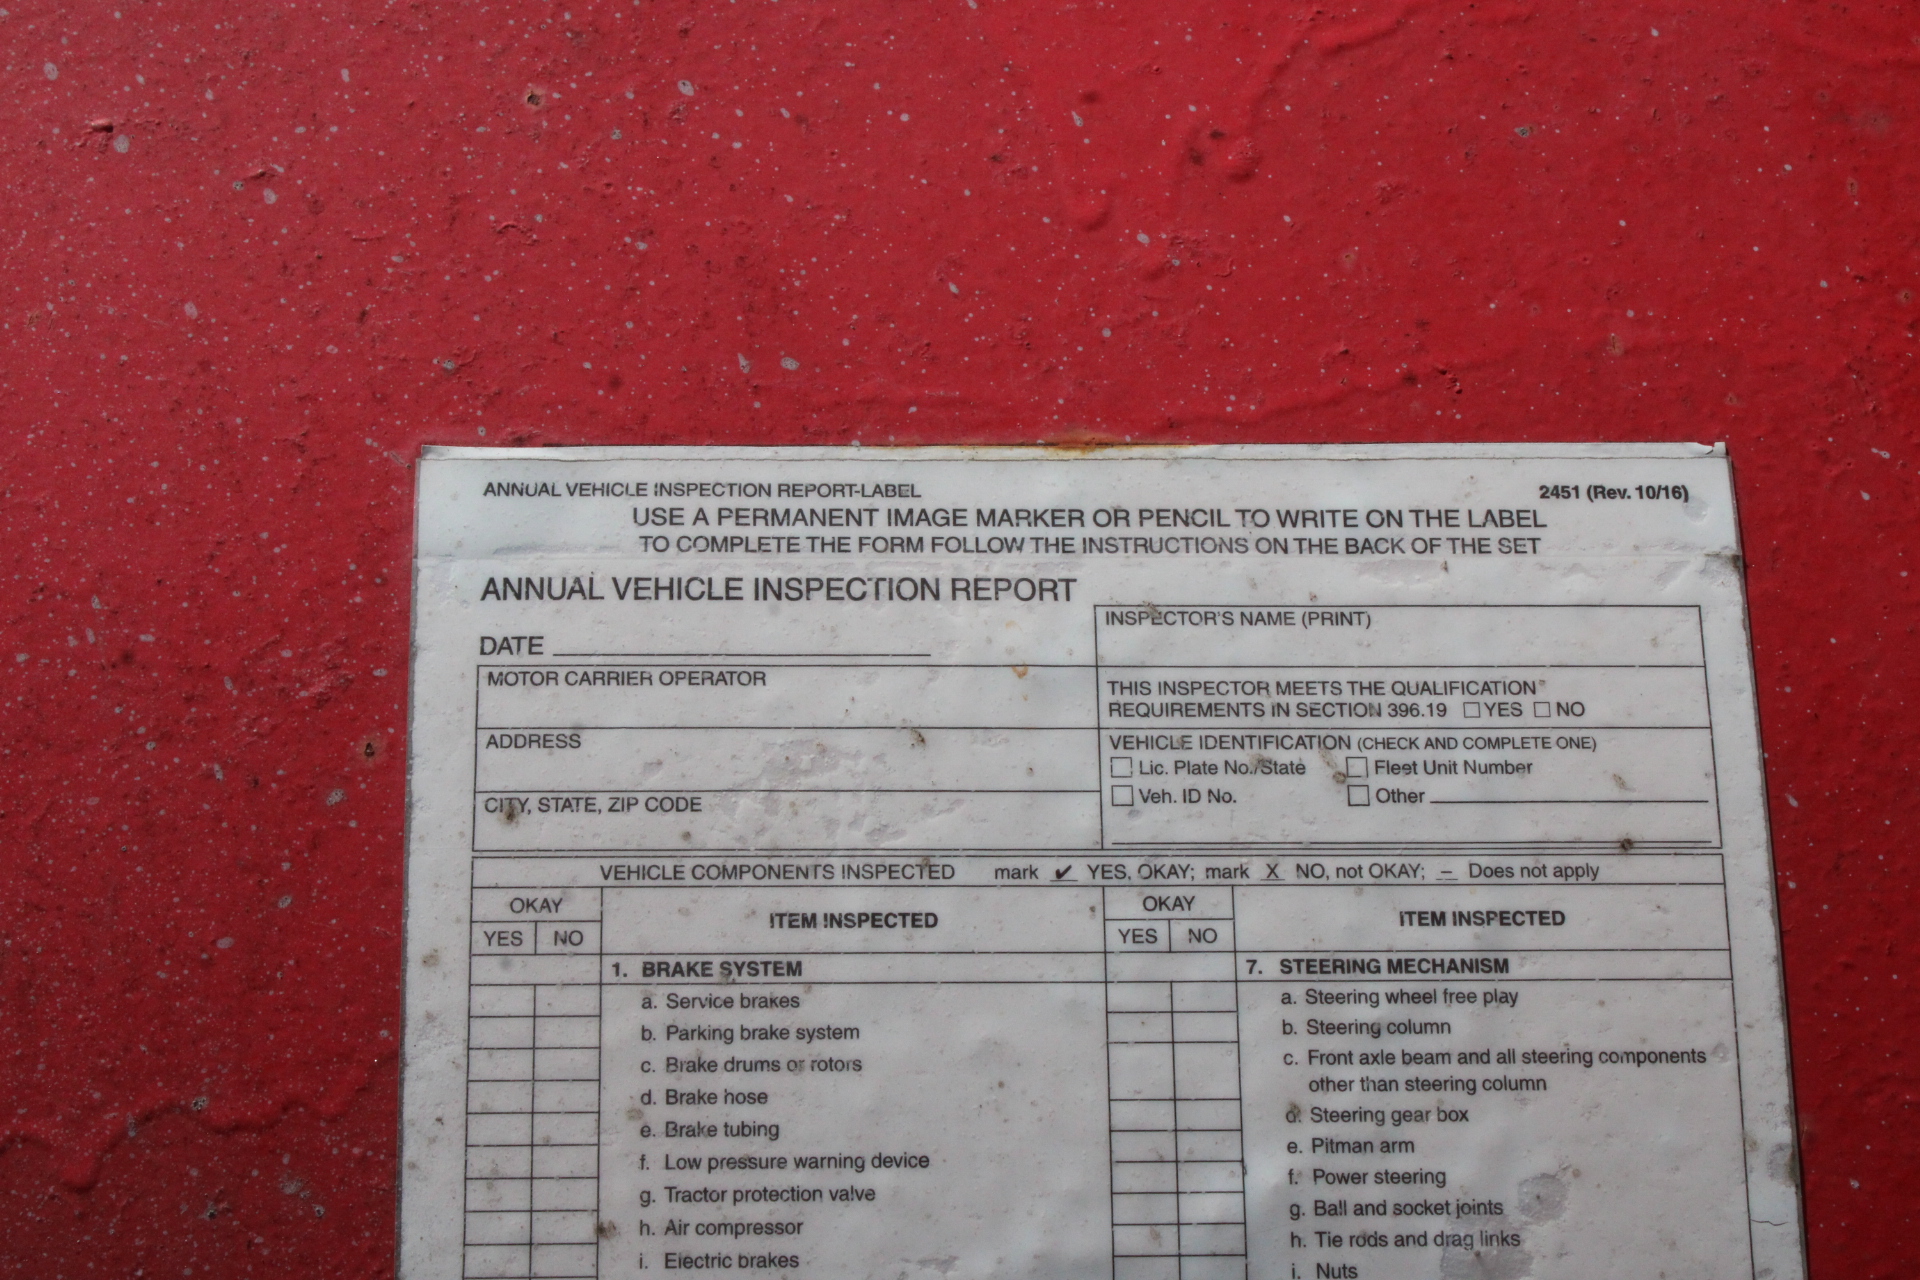 ANNUAL VEHICLE INSPECTION REPORT-LABEL
2451 (Rev. 10/16)
USE A PERMANENT IMAGE MARKER OR PENCIL TO WRITE ON THE LABEL
TO COMPLETE THE FORM FOLLOW THE INSTRUCTIONS ON THE BACK OF THE SET
ANNUAL VEHICLE INSPECTION REPORT
DATE
INSPECTOR'S NAME (PRINT)
MOTOR CARRIER OPERATOR
THIS INSPECTOR MEETS THE QUALIFICATION
REQUIREMENTS IN SECTION 396.19 □ YES □ NO
ADDRESS
VEHICLE IDENTIFICATION (CHECK AND COMPLETE ONE)
□ Lic. Plate No./State □ Fleet Unit Number
□ Veh. ID No. □ Other
CITY, STATE, ZIP CODE
VEHICLE COMPONENTS INSPECTED mark ✔ YES, OKAY; mark X NO, not OKAY; – Does not apply
OKAY
YES NO
ITEM INSPECTED
1. BRAKE SYSTEM
a. Service brakes
b. Parking brake system
c. Brake drums or rotors
d. Brake hose
e. Brake tubing
f. Low pressure warning device
g. Tractor protection valve
h. Air compressor
i. Electric brakes
OKAY
YES NO
ITEM INSPECTED
7. STEERING MECHANISM
a. Steering wheel free play
b. Steering column
c. Front axle beam and all steering components
other than steering column
d. Steering gear box
e. Pitman arm
f. Power steering
g. Ball and socket joints
h. Tie rods and drag links
i. Nuts